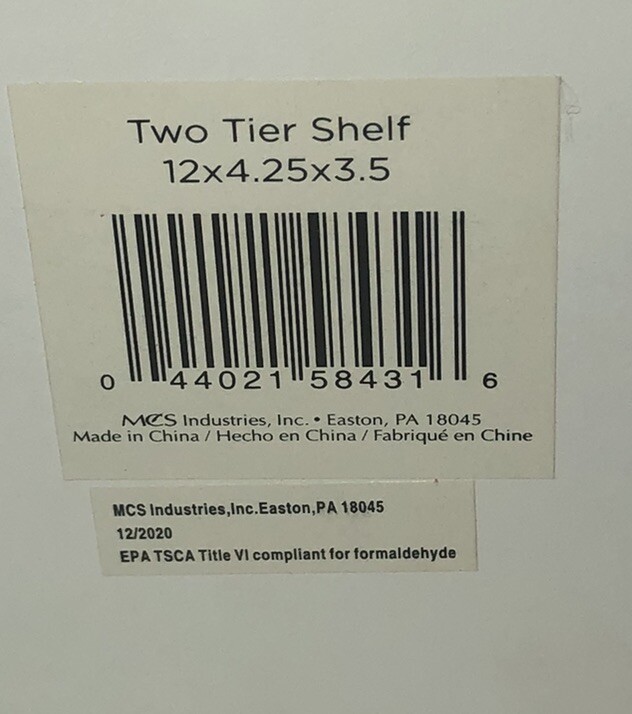 Two Tier Shelf
12x4.25x3.5
0 44021 58431 6
MCS Industries, Inc. • Easton, PA 18045
Made in China / Hecho en China / Fabriqué en Chine
MCS Industries,Inc.Easton,PA 18045
12/2020
EPA TSCA Title VI compliant for formaldehyde